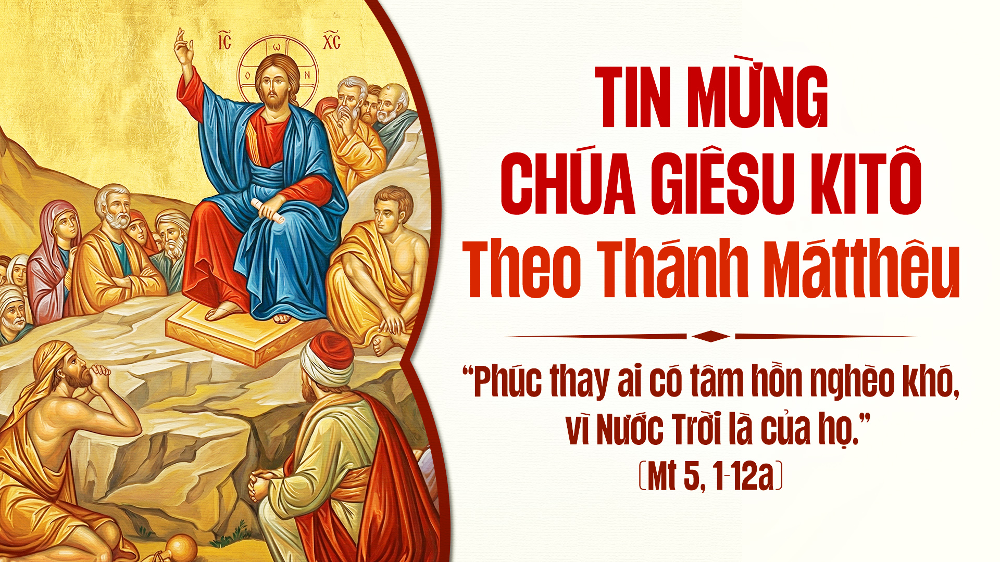 IC XC
ω
O N
TIN MỪNG
CHÚA GIÊSU KITÔ
Theo Thánh Mátthêu
“Phúc thay ai có tâm hồn nghèo khó,
vì Nước Trời là của họ.”
(Mt 5, 1-12a)